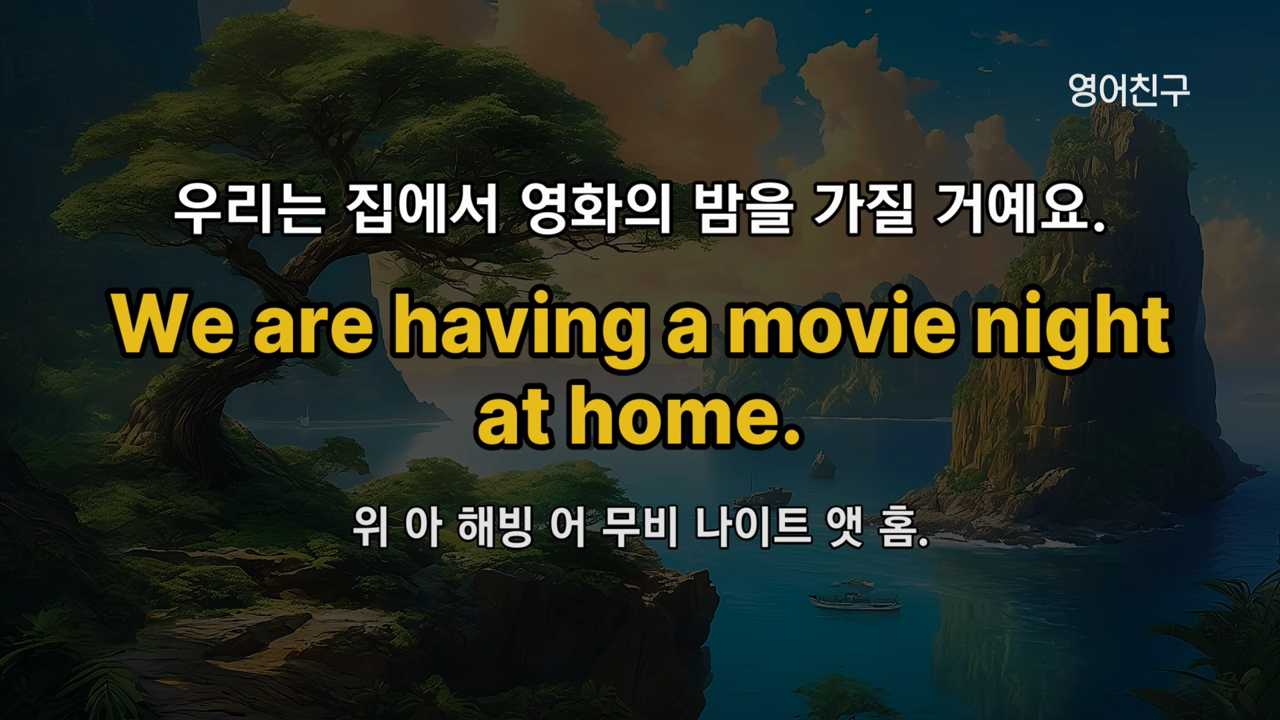 영어친구
우리는 집에서 영화의 밤을 가질 거예요.
We are having a movie night
at home.
위 아 해빙 어 무비 나이트 앳 홈.